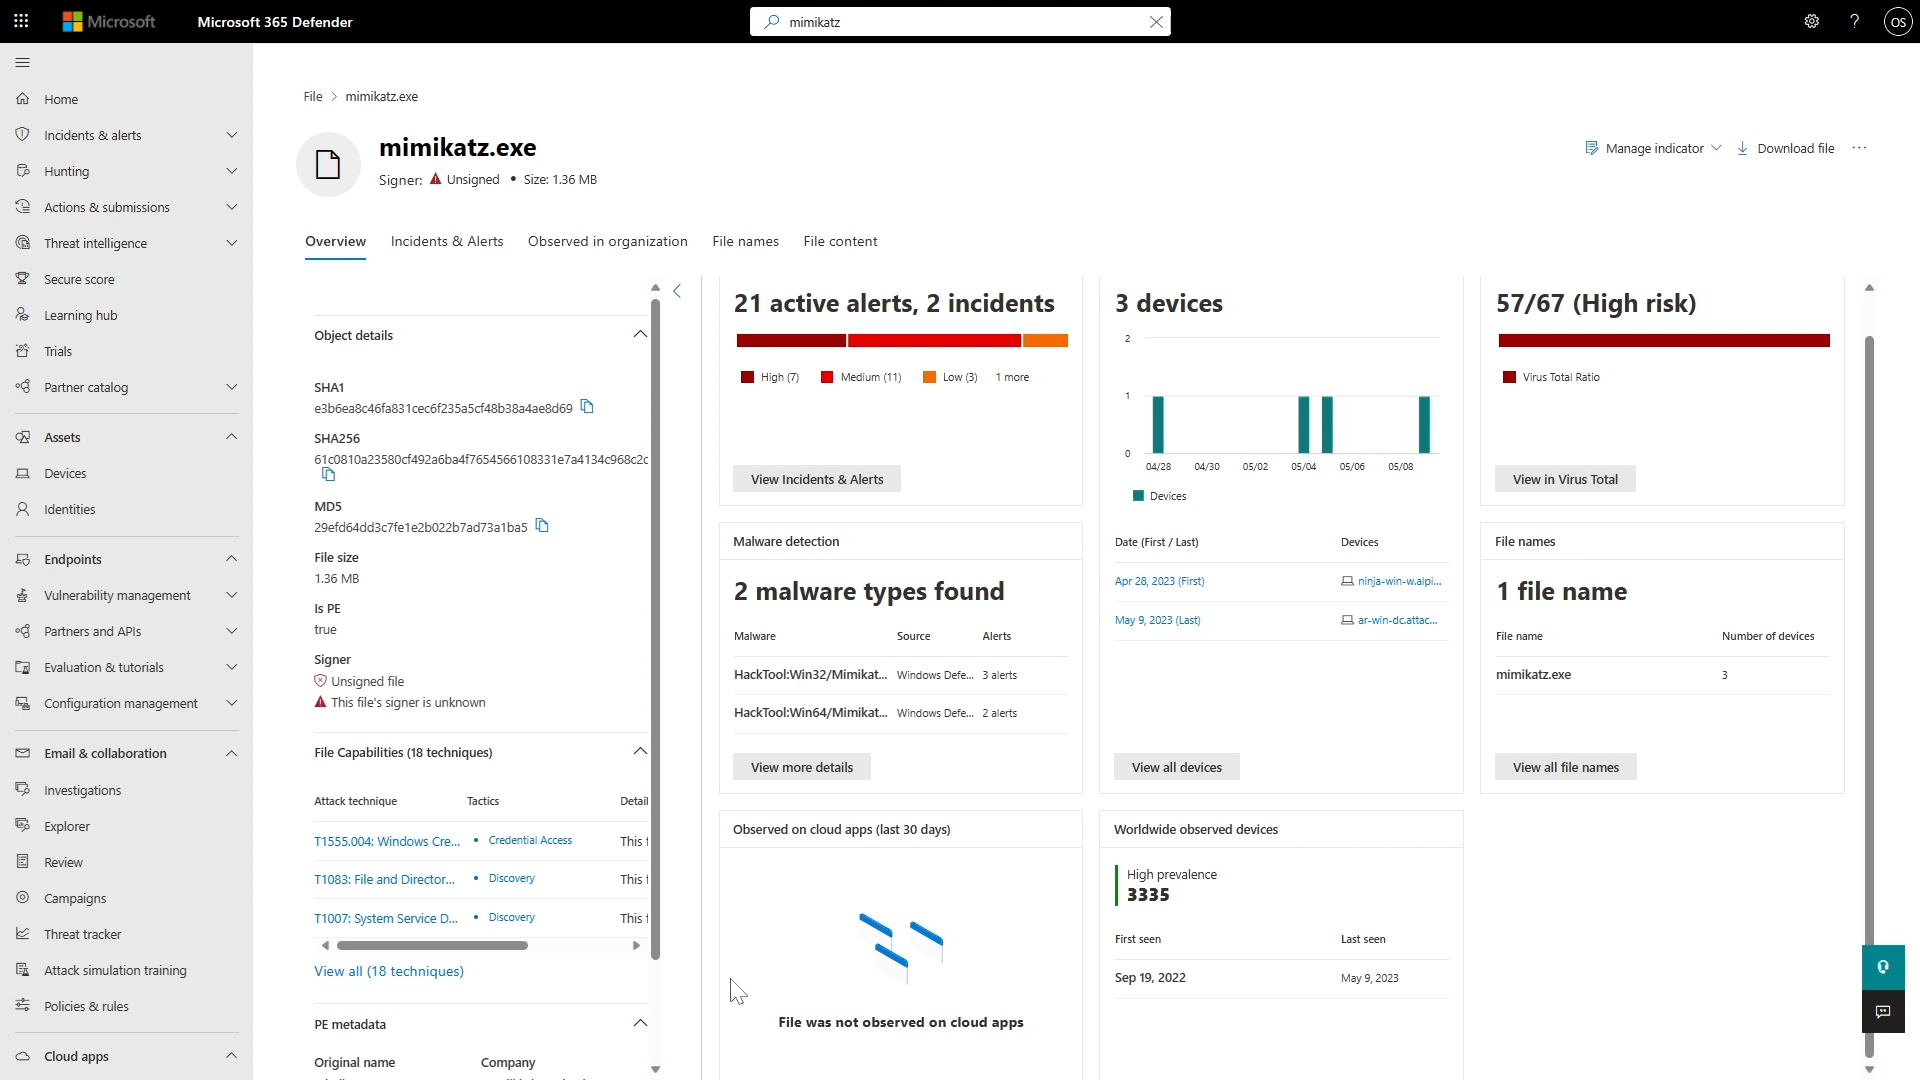 Microsoft
Microsoft 365 Defender
mimikatz
?
OS
Home
Incidents & alerts
Hunting
Actions & submissions
Threat intelligence
Secure score
Learning hub
Trials
Partner catalog
Assets
Devices
Identities
Endpoints
Vulnerability management
Partners and APIs
Evaluation & tutorials
Configuration management
Email & collaboration
Investigations
Explorer
Review
Campaigns
Threat tracker
Attack simulation training
Policies & rules
Cloud apps
File > mimikatz.exe
mimikatz.exe
Signer: Unsigned • Size: 1.36 MB
Manage indicator
Download file
Overview
Incidents & Alerts
Observed in organization
File names
File content
Object details
SHA1
e3b6ea8c46fa831cec6f235a5cf48b38a4ae8d69
SHA256
61c0810a23580cf492a6ba4f7654566108331e7a4134c968c2c
MD5
29efd64dd3c7fe1e2b022b7ad73a1ba5
File size
1.36 MB
Is PE
true
Signer
Unsigned file
This file's signer is unknown
File Capabilities (18 techniques)
Attack technique Tactics Detail
T1555.004: Windows Cre... • Credential Access This f
T1083: File and Director... • Discovery This f
T1007: System Service D... • Discovery This f
View all (18 techniques)
PE metadata
Original name Company
21 active alerts, 2 incidents
High (7) Medium (11) Low (3) 1 more
View Incidents & Alerts
Malware detection
2 malware types found
Malware Source Alerts
HackTool:Win32/Mimikat... Windows Defe... 3 alerts
HackTool:Win64/Mimikat... Windows Defe... 2 alerts
View more details
Observed on cloud apps (last 30 days)
File was not observed on cloud apps
3 devices
2
1
0
04/28 04/30 05/02 05/04 05/06 05/08
Devices
Date (First / Last) Devices
Apr 28, 2023 (First) ninja-win-w.alpi...
May 9, 2023 (Last) ar-win-dc.attac...
View all devices
Worldwide observed devices
High prevalence
3335
First seen Last seen
Sep 19, 2022 May 9, 2023
57/67 (High risk)
Virus Total Ratio
View in Virus Total
File names
1 file name
File name Number of devices
mimikatz.exe 3
View all file names